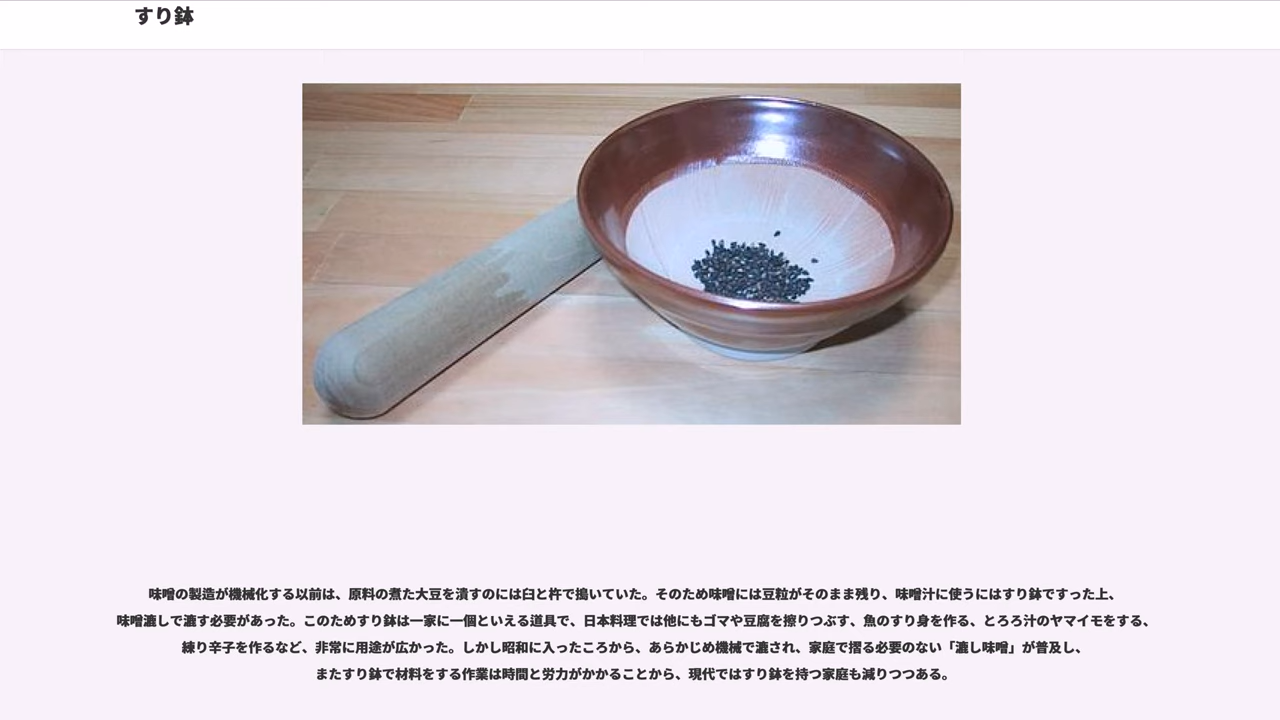 すり鉢
味噌の製造が機械化する以前は、原料の煮た大豆を潰すのには臼と杵で搗いていた。そのため味噌には豆粒がそのまま残り、味噌汁に使うにはすり鉢ですった上、
味噌漉しで漉す必要があった。このためすり鉢は一家に一個といえる道具で、日本料理では他にもゴマや豆腐を擦りつぶす、魚のすり身を作る、とろろ汁のヤマイモをする、
練り辛子を作るなど、非常に用途が広かった。しかし昭和に入ったころから、あらかじめ機械で漉され、家庭で摺る必要のない「漉し味噌」が普及し、
またすり鉢で材料をする作業は時間と労力がかかることから、現代ではすり鉢を持つ家庭も減りつつある。